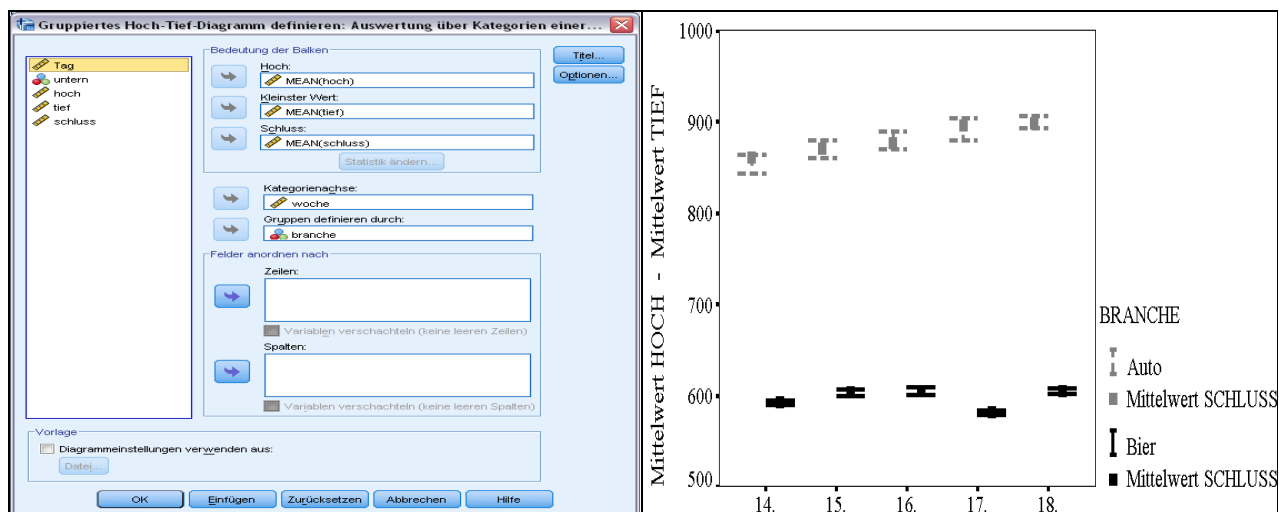 Gruppiertes Hoch-Tief-Diagramm definieren: Auswertung über Kategorien einer...
Tag
untern
hoch
tief
schluss
Bedeutung der Balken
Hoch:
MEAN(hoch)
Kleinster Wert:
MEAN(tief)
Schluss:
MEAN(schluss)
Statistik ändern...
Kategorienachse:
woche
Gruppen definieren durch:
branche
Felder anordnen nach
Zeilen:
Variablen verschachteln (keine leeren Zeilen)
Spalten:
Variablen verschachteln (keine leeren Spalten)
Titel...
Optionen...
Vorlage
Diagrammeinstellungen verwenden aus:
Datei...
OK
Einfügen
Zurücksetzen
Abbrechen
Hilfe
Mittelwert HOCH - Mittelwert TIEF
1000
900
800
700
600
500
14.
15.
16.
17.
18.
BRANCHE
Auto
Mittelwert SCHLUSS
Bier
Mittelwert SCHLUSS